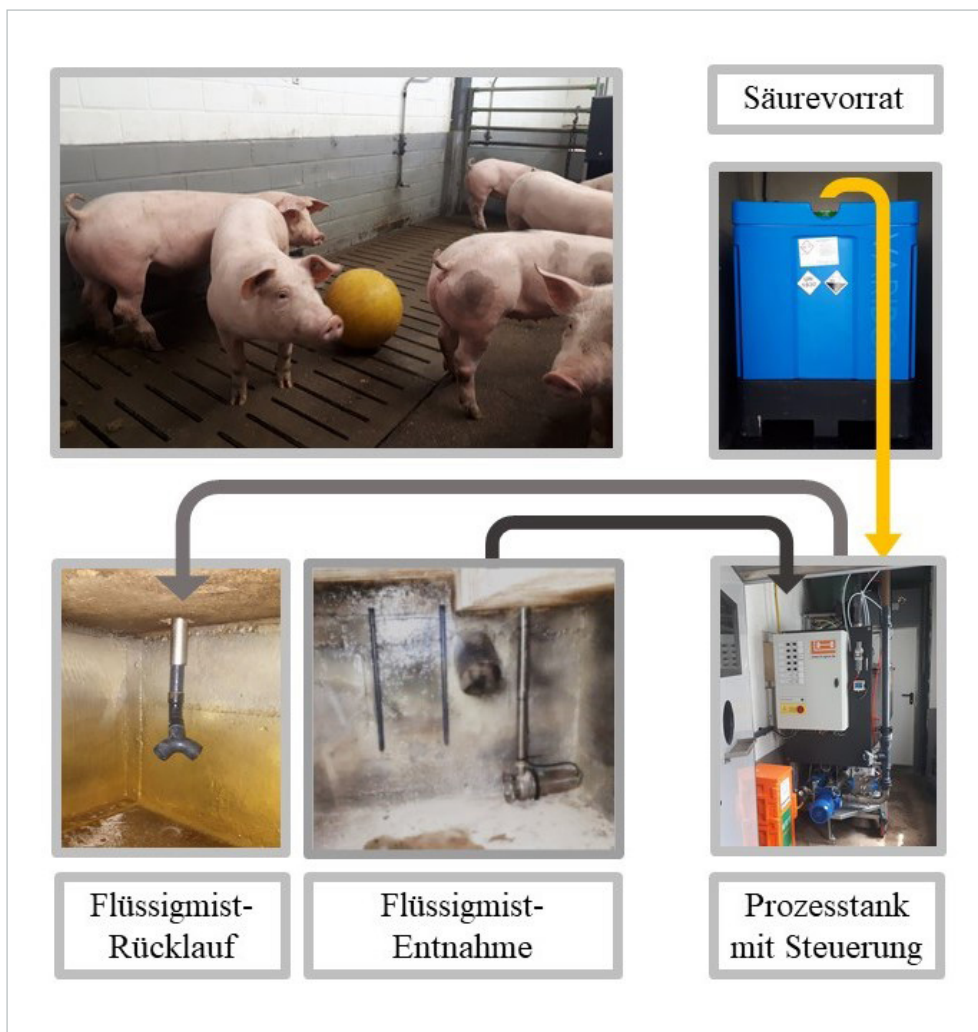 Säurevorrat
Flüssigmist-
Rücklauf
Flüssigmist-
Entnahme
Prozesstank
mit Steuerung